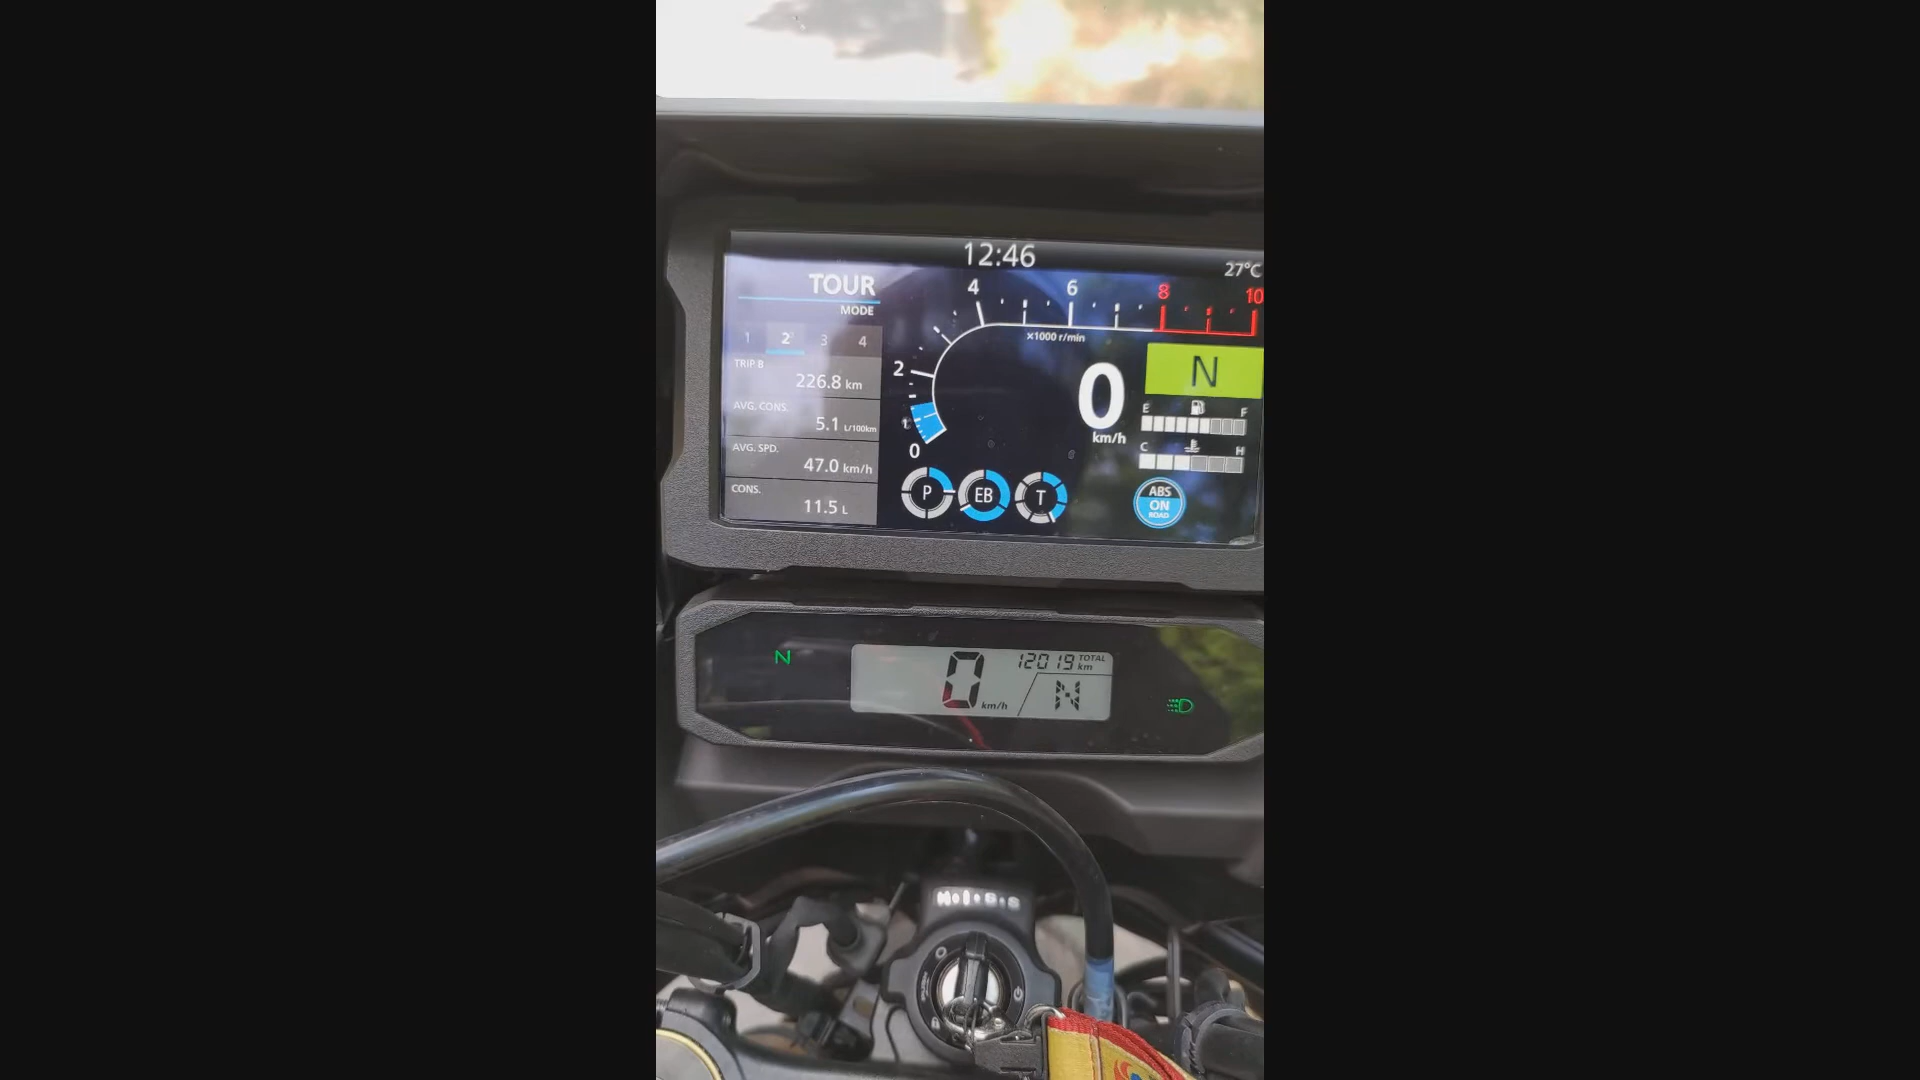 12:46
27°C
TOUR
MODE
1 2 3 4
TRIP B
226.8 km
AVG. CONS.
5.1 L/100km
AVG. SPD.
47.0 km/h
CONS.
11.5 L
0 1 2 4 6 8 10
x1000 r/min
0
km/h
N
E F
C H
P EB T
ABS
ON
ROAD
N
0 km/h
12019 TOTAL km
N